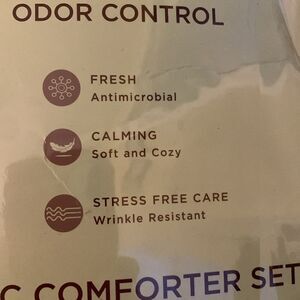 ODOR CONTROL
FRESH
Antimicrobial
CALMING
Soft and Cozy
STRESS FREE CARE
Wrinkle Resistant
C COMFORTER SET